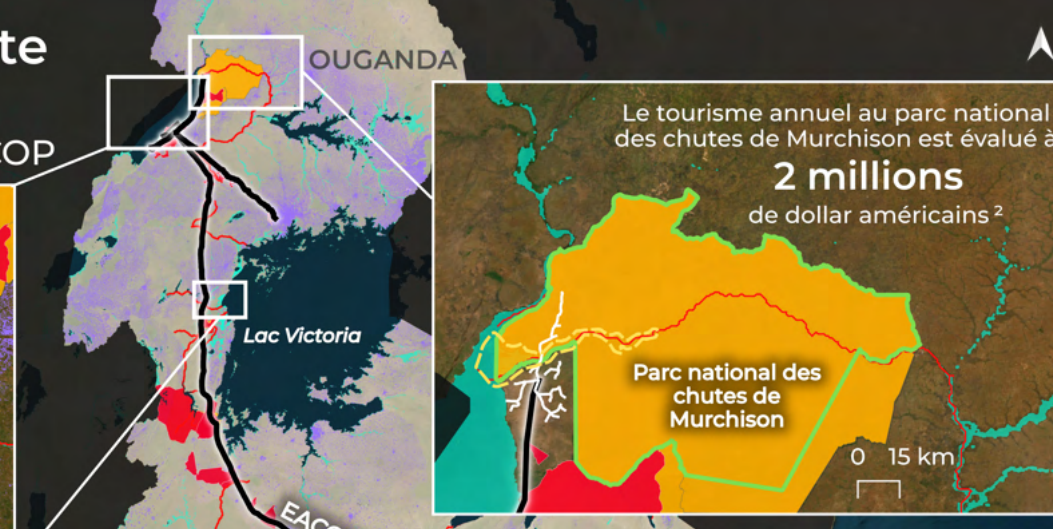 te
COP
OUGANDA
Le tourisme annuel au parc national
des chutes de Murchison est évalué à
2 millions
de dollar américains ²
Lac Victoria
Parc national des
chutes de
Murchison
0 15 km
EACO